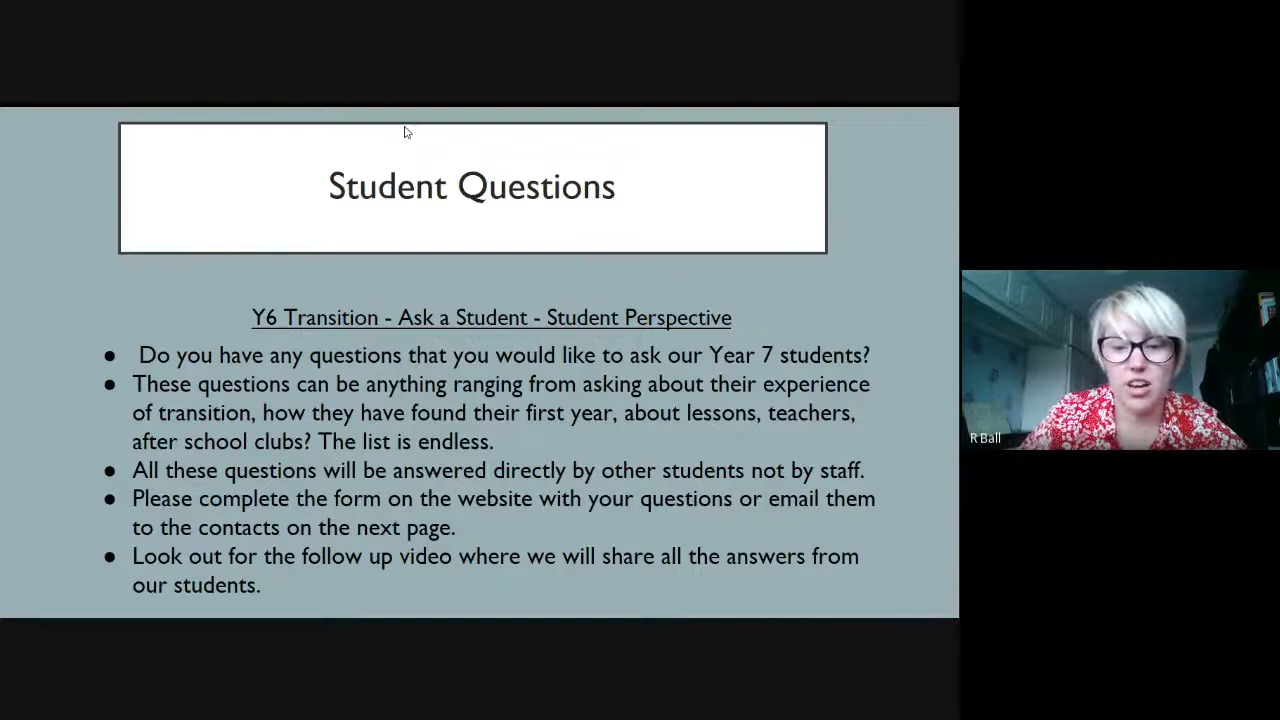 Student Questions
Y6 Transition - Ask a Student - Student Perspective
● Do you have any questions that you would like to ask our Year 7 students?
● These questions can be anything ranging from asking about their experience
of transition, how they have found their first year, about lessons, teachers,
after school clubs? The list is endless.
● All these questions will be answered directly by other students not by staff.
● Please complete the form on the website with your questions or email them
to the contacts on the next page.
● Look out for the follow up video where we will share all the answers from
our students.
R Ball